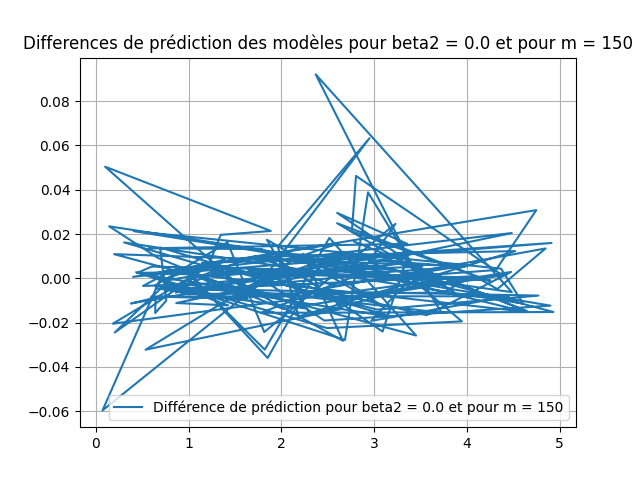 Differences de prédiction des modèles pour beta2 = 0.0 et pour m = 150
0.08
0.06
0.04
0.02
0.00
−0.02
−0.04
−0.06
Différence de prédiction pour beta2 = 0.0 et pour m = 150
0 1 2 3 4 5